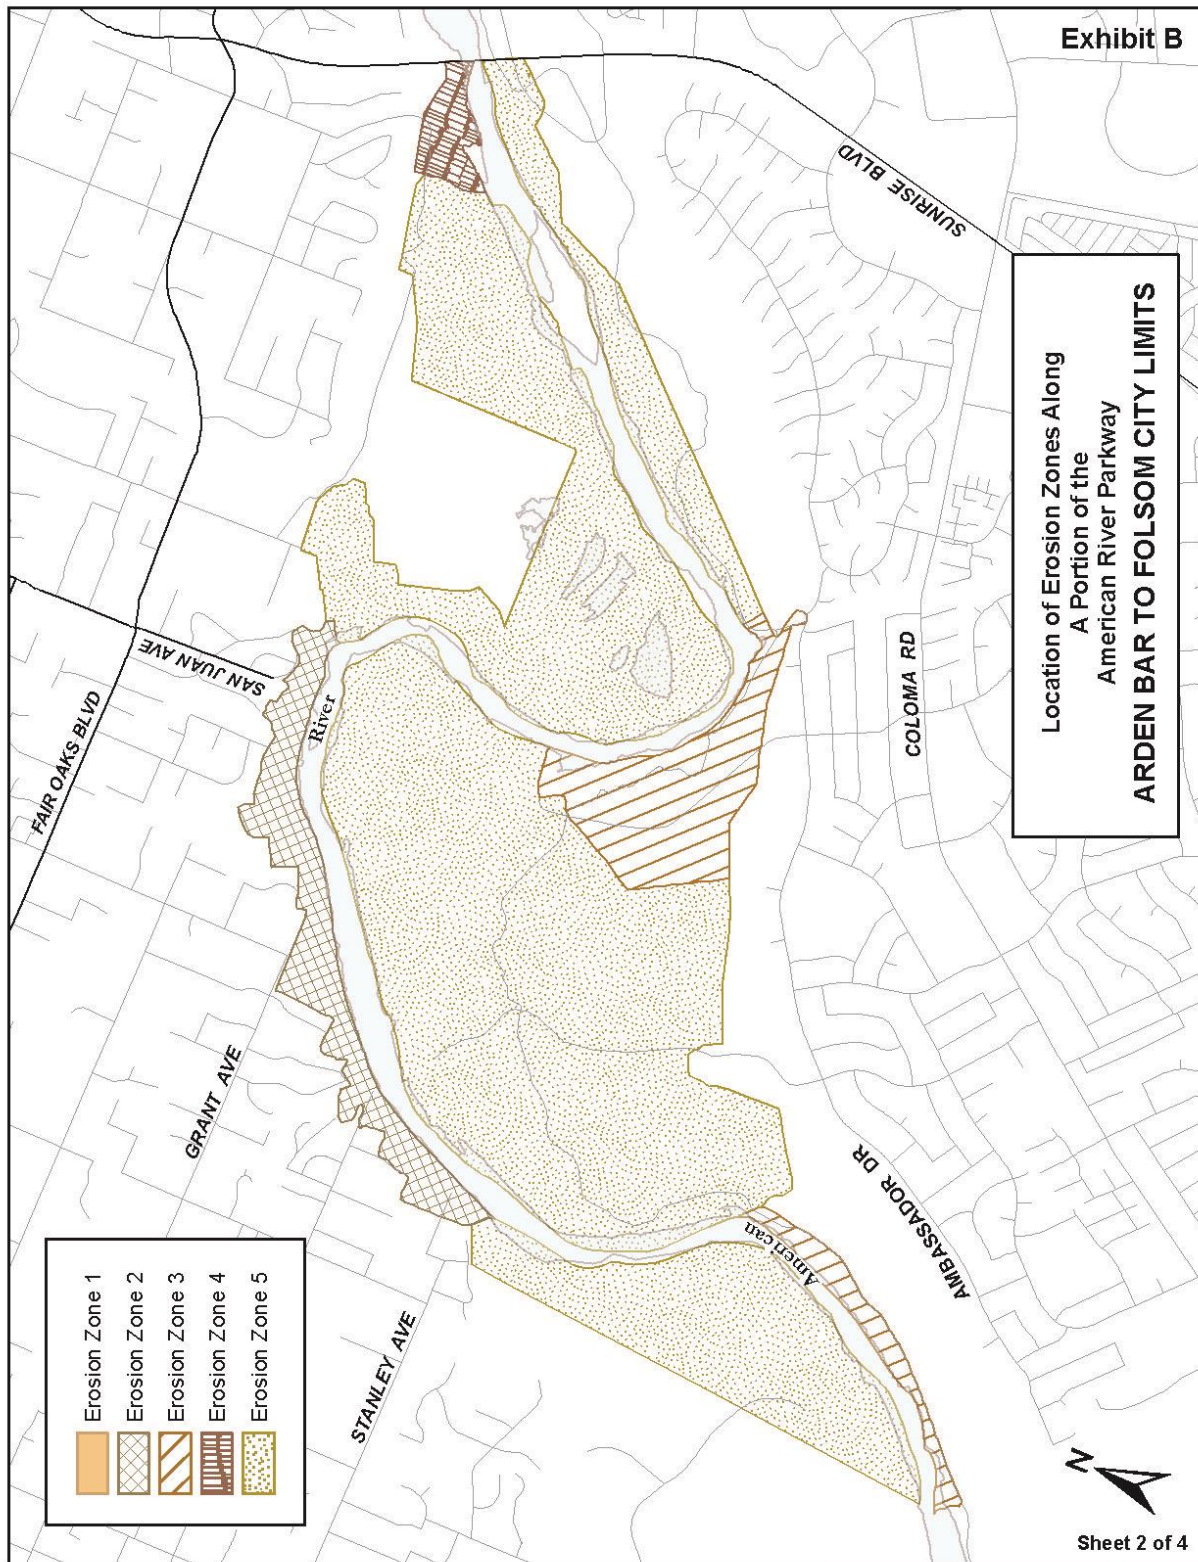 Exhibit B
SUNRISE BLVD
FAIR OAKS BLVD
SAN JUAN AVE
River
COLOMA RD
GRANT AVE
STANLEY AVE
American
AMBASSADOR DR
Location of Erosion Zones Along
A Portion of the
American River Parkway
ARDEN BAR TO FOLSOM CITY LIMITS
Erosion Zone 1
Erosion Zone 2
Erosion Zone 3
Erosion Zone 4
Erosion Zone 5
N
Sheet 2 of 4